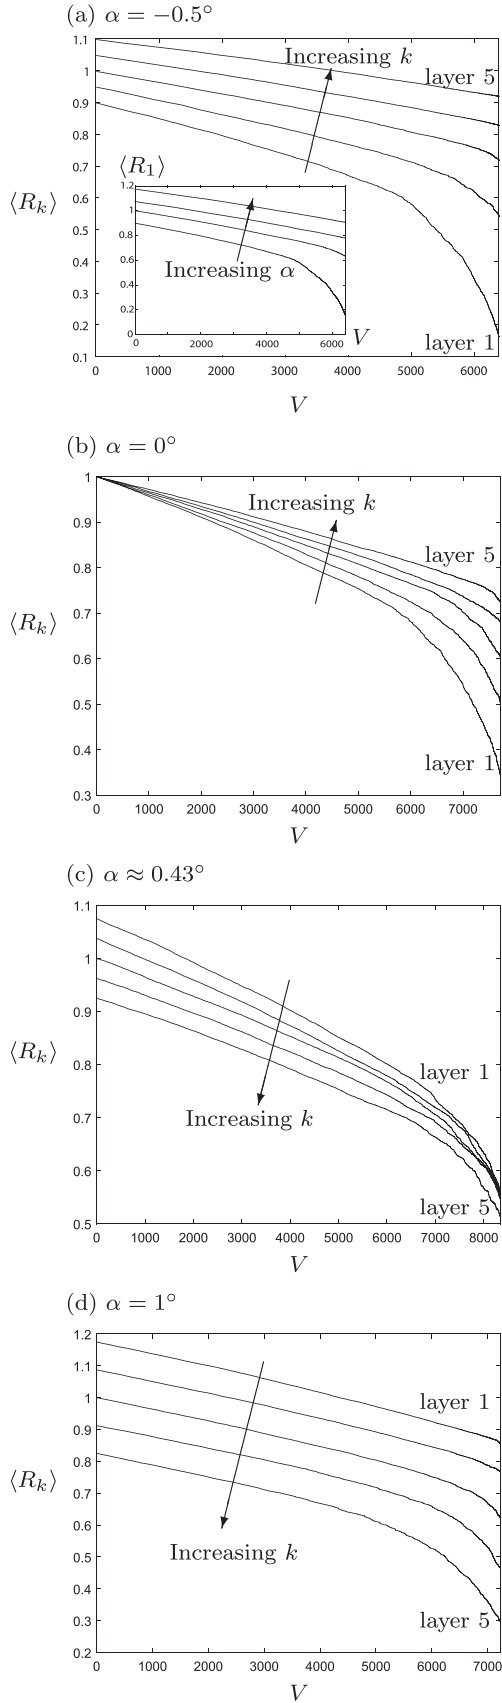 (a) α = −0.5°
1.1
1
0.9
0.8
0.7
0.6
0.5
0.4
0.3
0.2
0.1
⟨R_k⟩
Increasing k
layer 5
layer 1
0 1000 2000 3000 4000 5000 6000
V
⟨R_1⟩
1.2
1
0.8
0.6
0.4
0.2
0
Increasing α
0 2000 4000 6000
V
(b) α = 0°
1
0.9
0.8
0.7
0.6
0.5
0.4
0.3
⟨R_k⟩
Increasing k
layer 5
layer 1
0 1000 2000 3000 4000 5000 6000 7000
V
(c) α ≈ 0.43°
1.1
1
0.9
0.8
0.7
0.6
0.5
⟨R_k⟩
Increasing k
layer 1
layer 5
0 1000 2000 3000 4000 5000 6000 7000 8000
V
(d) α = 1°
1.2
1.1
1
0.9
0.8
0.7
0.6
0.5
0.4
0.3
0.2
⟨R_k⟩
Increasing k
layer 1
layer 5
0 1000 2000 3000 4000 5000 6000 7000
V